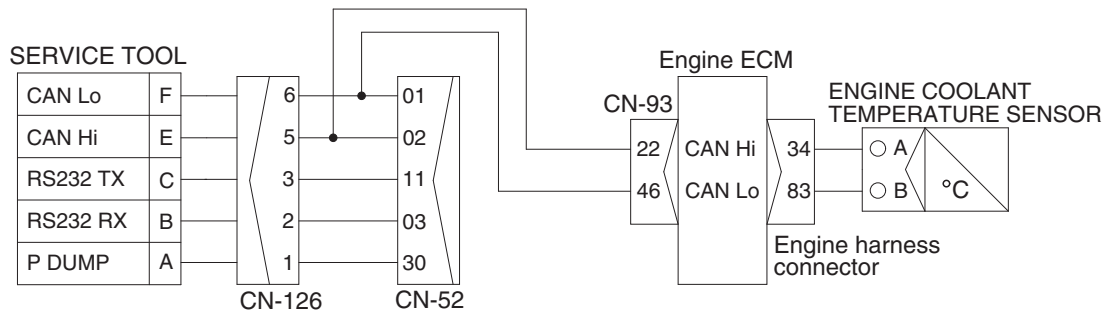 SERVICE TOOL
CAN Lo F 6 01
CAN Hi E 5 02
RS232 TX C 3 11
RS232 RX B 2 03
P DUMP A 1 30
CN-126 CN-52
Engine ECM
CN-93
22 CAN Hi 34
46 CAN Lo 83
Engine harness
connector
ENGINE COOLANT
TEMPERATURE SENSOR
A
B °C